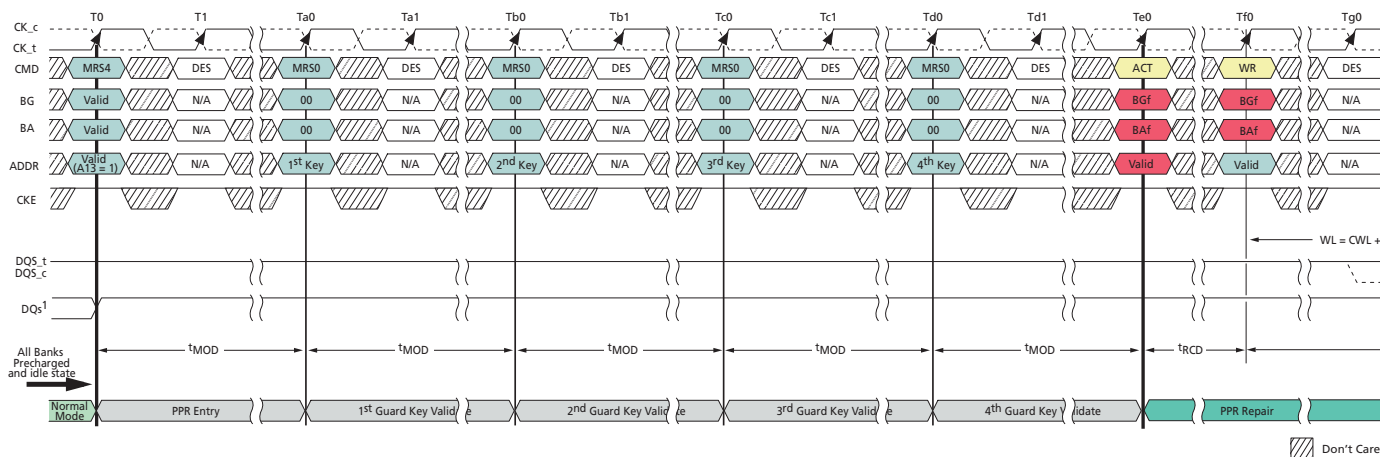 T0 T1 Ta0 Ta1 Tb0 Tb1 Tc0 Tc1 Td0 Td1 Te0 Tf0 Tg0
CK_c
CK_t
CMD MRS4 DES MRS0 DES MRS0 DES MRS0 DES MRS0 DES ACT WR DES
BG Valid N/A 00 N/A 00 N/A 00 N/A 00 N/A BGf BGf N/A
BA Valid N/A 00 N/A 00 N/A 00 N/A 00 N/A BAf BAf N/A
ADDR Valid (A13 = 1) N/A 1st Key N/A 2nd Key N/A 3rd Key N/A 4th Key N/A Valid Valid N/A
CKE
WL = CWL +
DQS_t
DQS_c
DQs1
tMOD tMOD tMOD tMOD tMOD tRCD
All Banks
Precharged
and idle state
Normal Mode PPR Entry 1st Guard Key Validate 2nd Guard Key Validate 3rd Guard Key Validate 4th Guard Key Validate PPR Repair
Don't Care